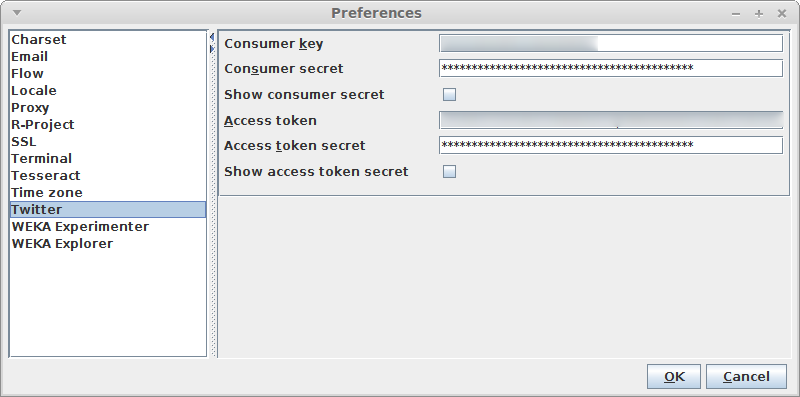 Preferences
Charset
Email
Flow
Locale
Proxy
R-Project
SSL
Terminal
Tesseract
Time zone
Twitter
WEKA Experimenter
WEKA Explorer
Consumer key
Consumer secret ******************************************
Show consumer secret
Access token
Access token secret ******************************************
Show access token secret
OK Cancel